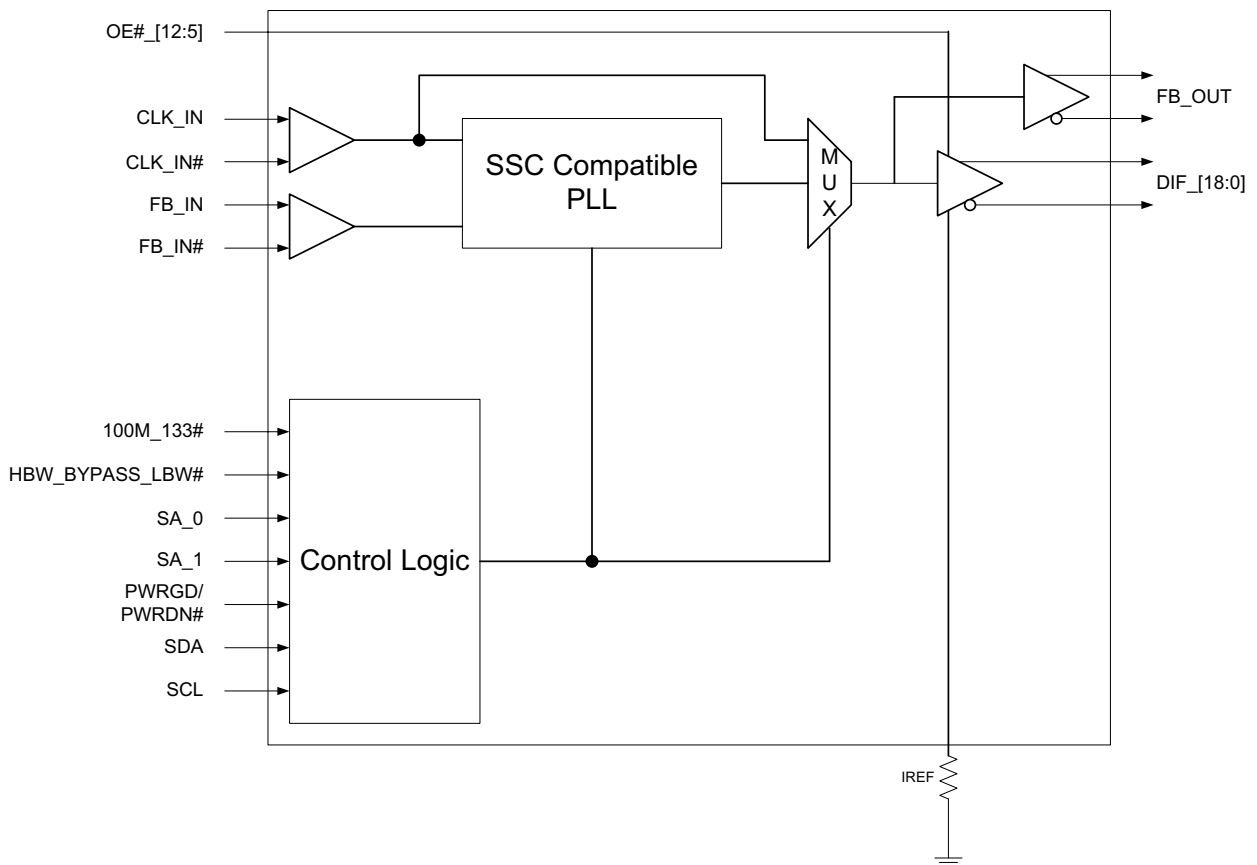 OE#_[12:5]
CLK_IN
CLK_IN#
FB_IN
FB_IN#
SSC Compatible
PLL
M
U
X
FB_OUT
DIF_[18:0]
100M_133#
HBW_BYPASS_LBW#
SA_0
SA_1
PWRGD/
PWRDN#
SDA
SCL
Control Logic
IREF